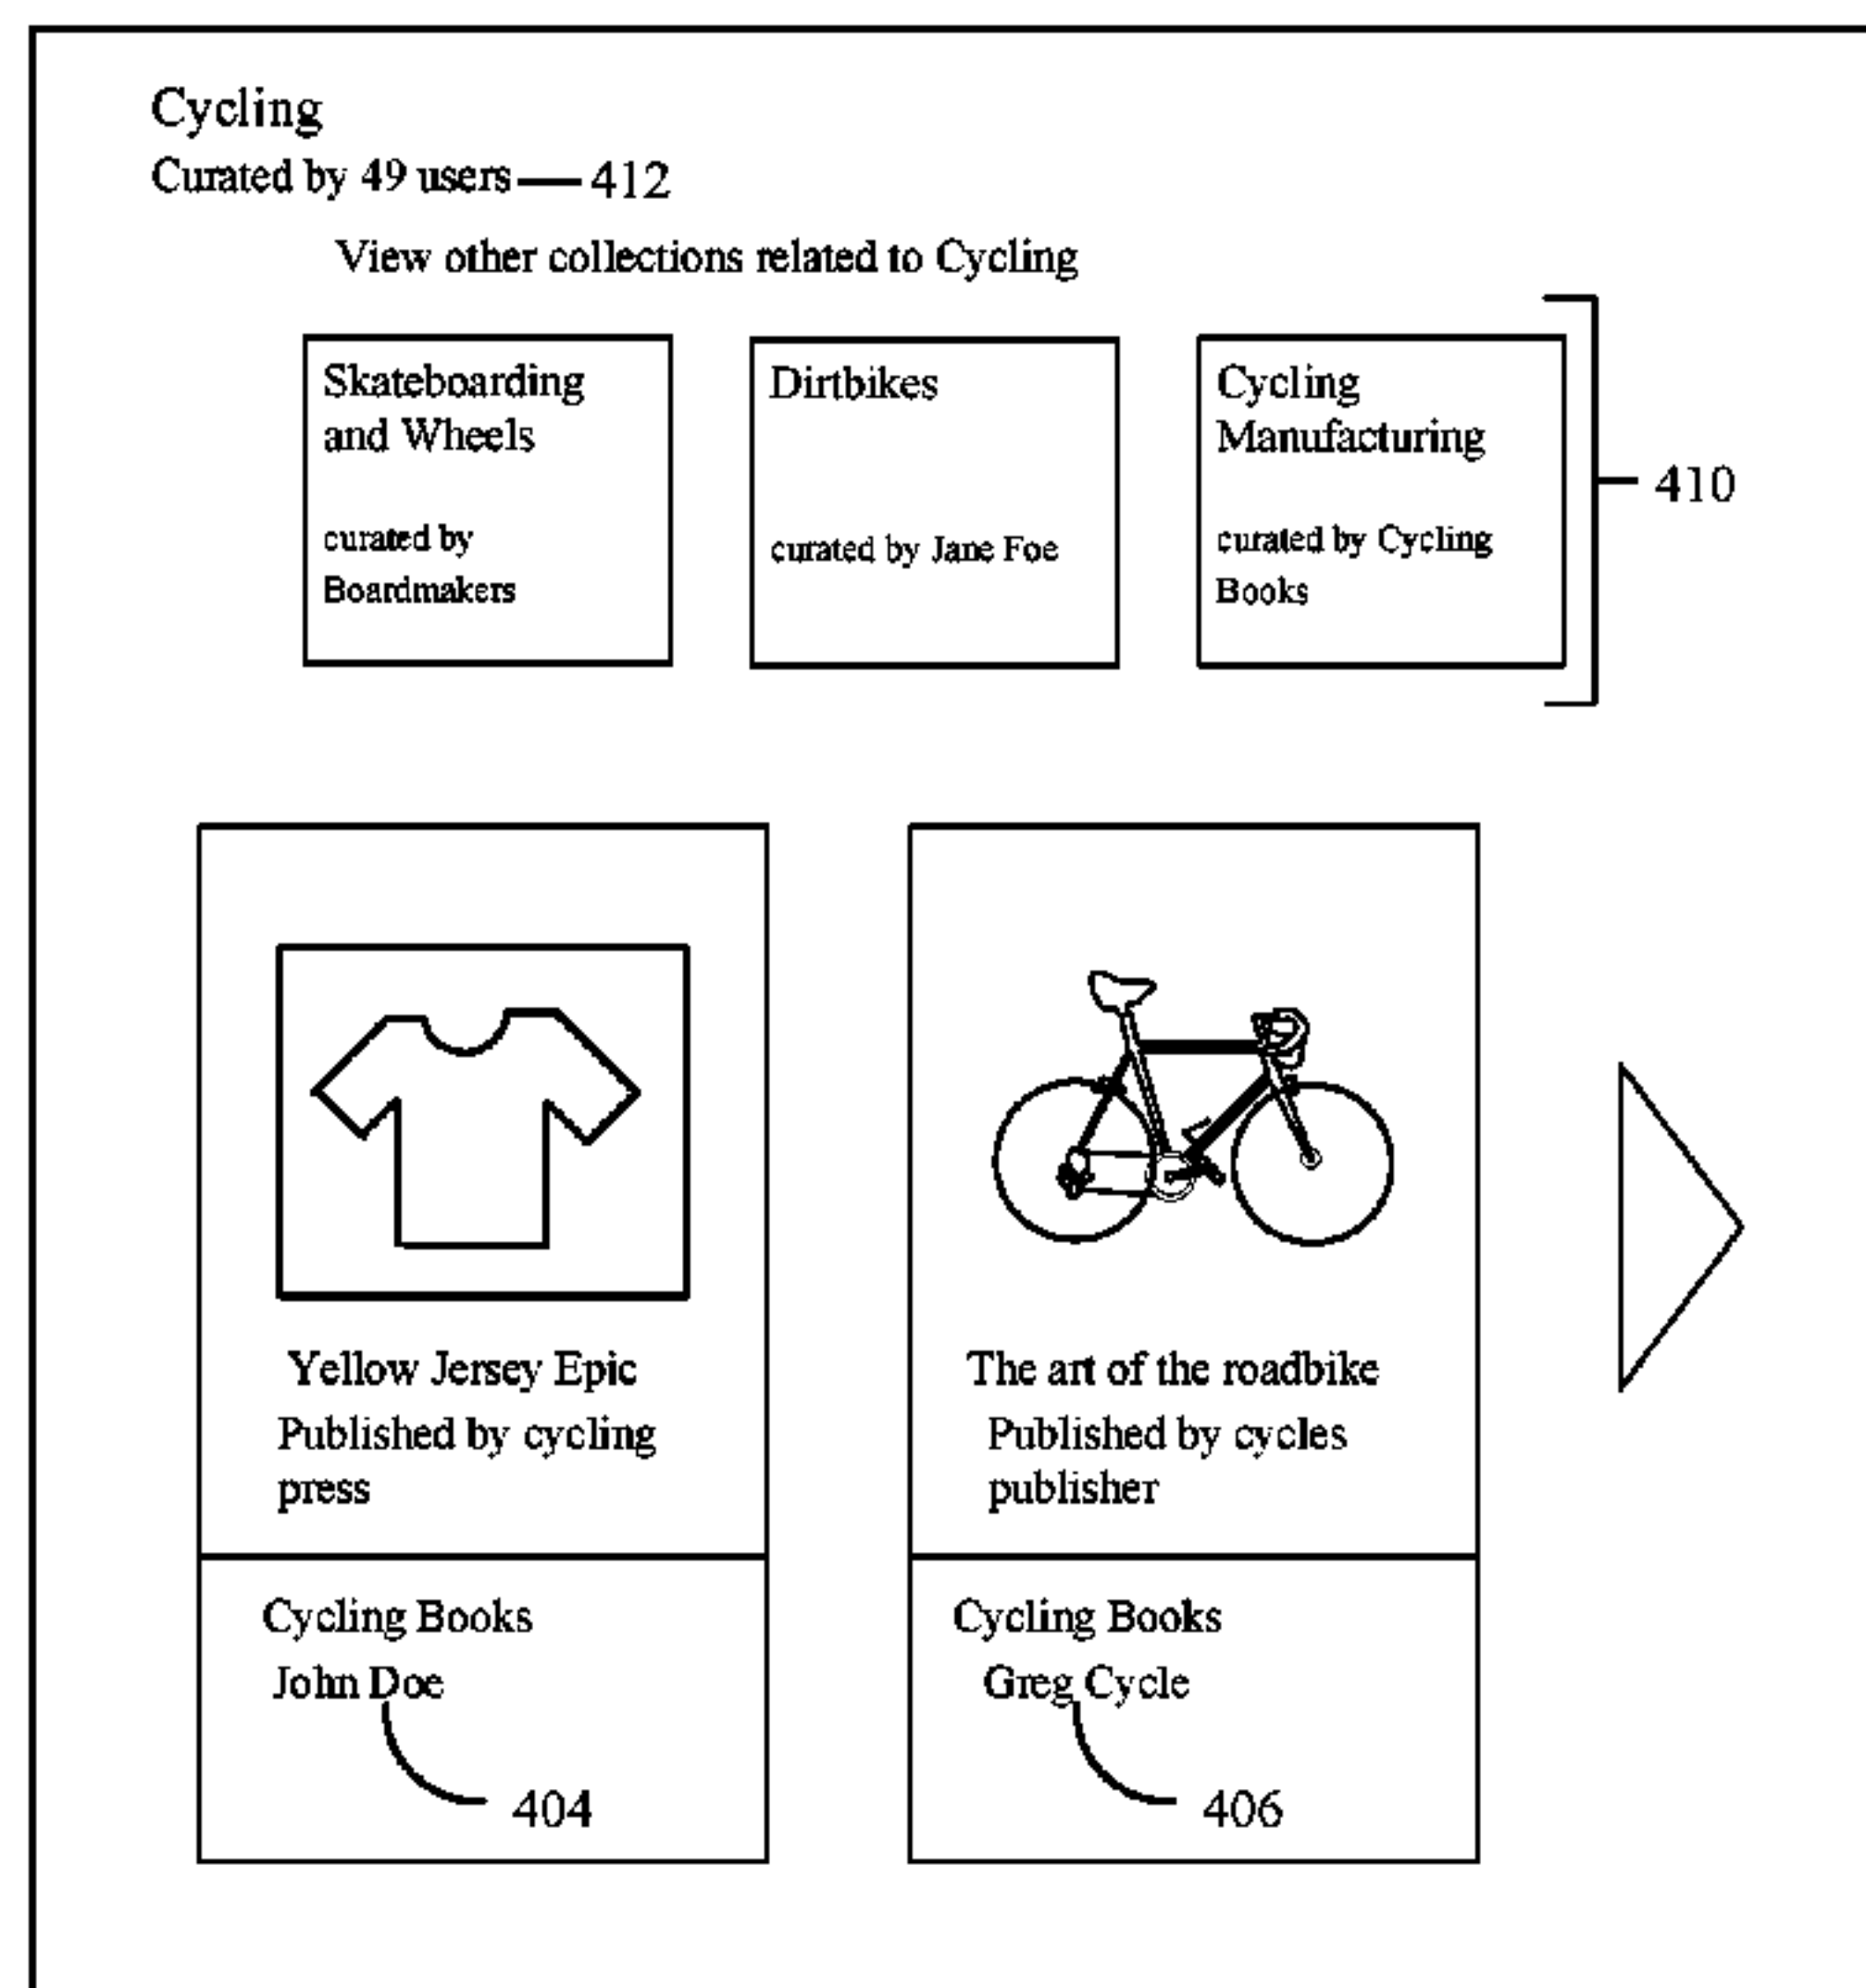 Cycling
Curated by 49 users 412
View other collections related to Cycling
Skateboarding
and Wheels
curated by
Boardmakers
Dirtbikes
curated by Jane Foe
Cycling
Manufacturing
curated by Cycling
Books
410
Yellow Jersey Epic
Published by cycling
press
Cycling Books
John Doe
404
The art of the roadbike
Published by cycles
publisher
Cycling Books
Greg Cycle
406